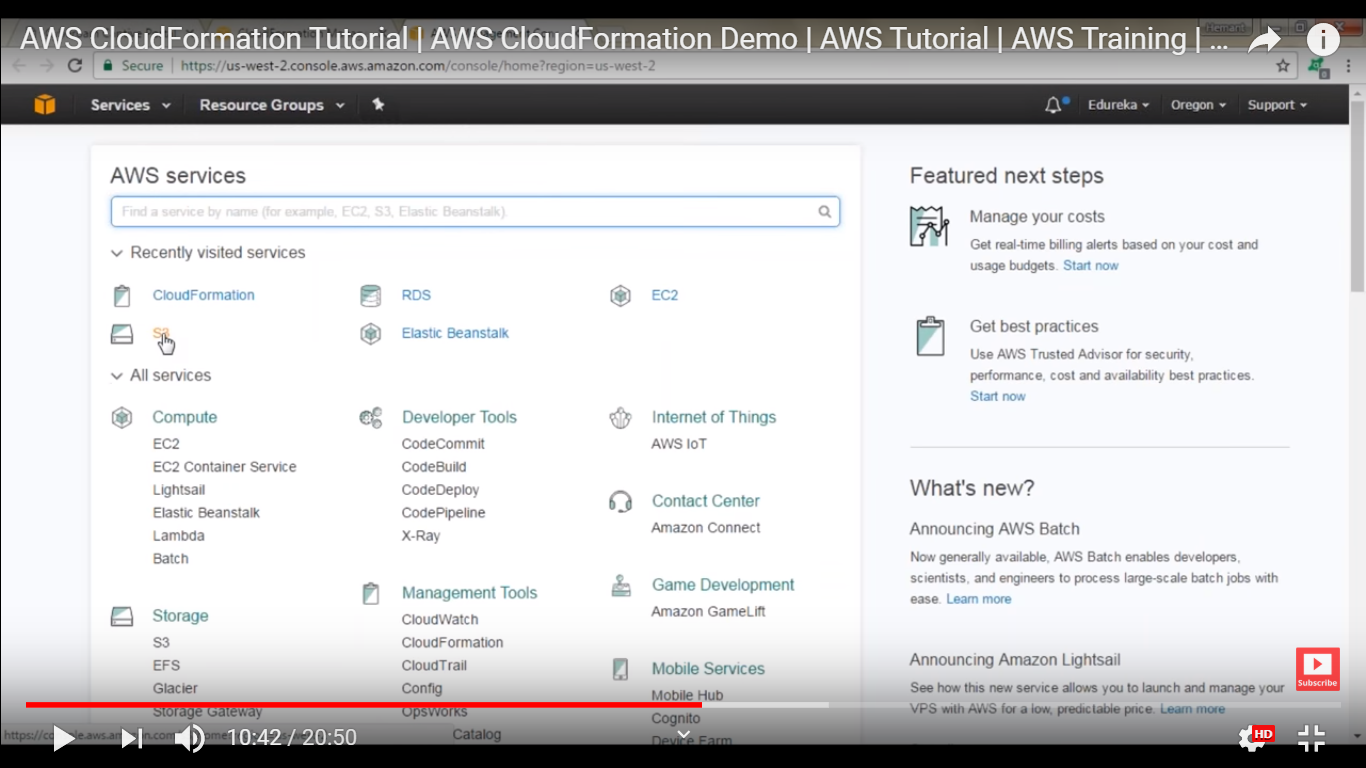 AWS CloudFormation Tutorial | AWS CloudFormation Demo | AWS Tutorial | AWS Training | ...
Secure | https://us-west-2.console.aws.amazon.com/console/home?region=us-west-2
Services Resource Groups Edureka Oregon Support
AWS services
Find a service by name (for example, EC2, S3, Elastic Beanstalk).
Recently visited services
CloudFormation RDS EC2
S3 Elastic Beanstalk
All services
Compute
EC2
EC2 Container Service
Lightsail
Elastic Beanstalk
Lambda
Batch
Storage
S3
EFS
Glacier
Storage Gateway
Developer Tools
CodeCommit
CodeBuild
CodeDeploy
CodePipeline
X-Ray
Management Tools
CloudWatch
CloudFormation
CloudTrail
Config
OpsWorks
Catalog
Internet of Things
AWS IoT
Contact Center
Amazon Connect
Game Development
Amazon GameLift
Mobile Services
Mobile Hub
Cognito
Device Farm
Featured next steps
Manage your costs
Get real-time billing alerts based on your cost and
usage budgets. Start now
Get best practices
Use AWS Trusted Advisor for security,
performance, cost and availability best practices.
Start now
What's new?
Announcing AWS Batch
Now generally available, AWS Batch enables developers,
scientists, and engineers to process large-scale batch jobs with
ease. Learn more
Announcing Amazon Lightsail
See how this new service allows you to launch and manage your
VPS with AWS for a low, predictable price. Learn more
Subscribe
10:42 / 20:50
HD